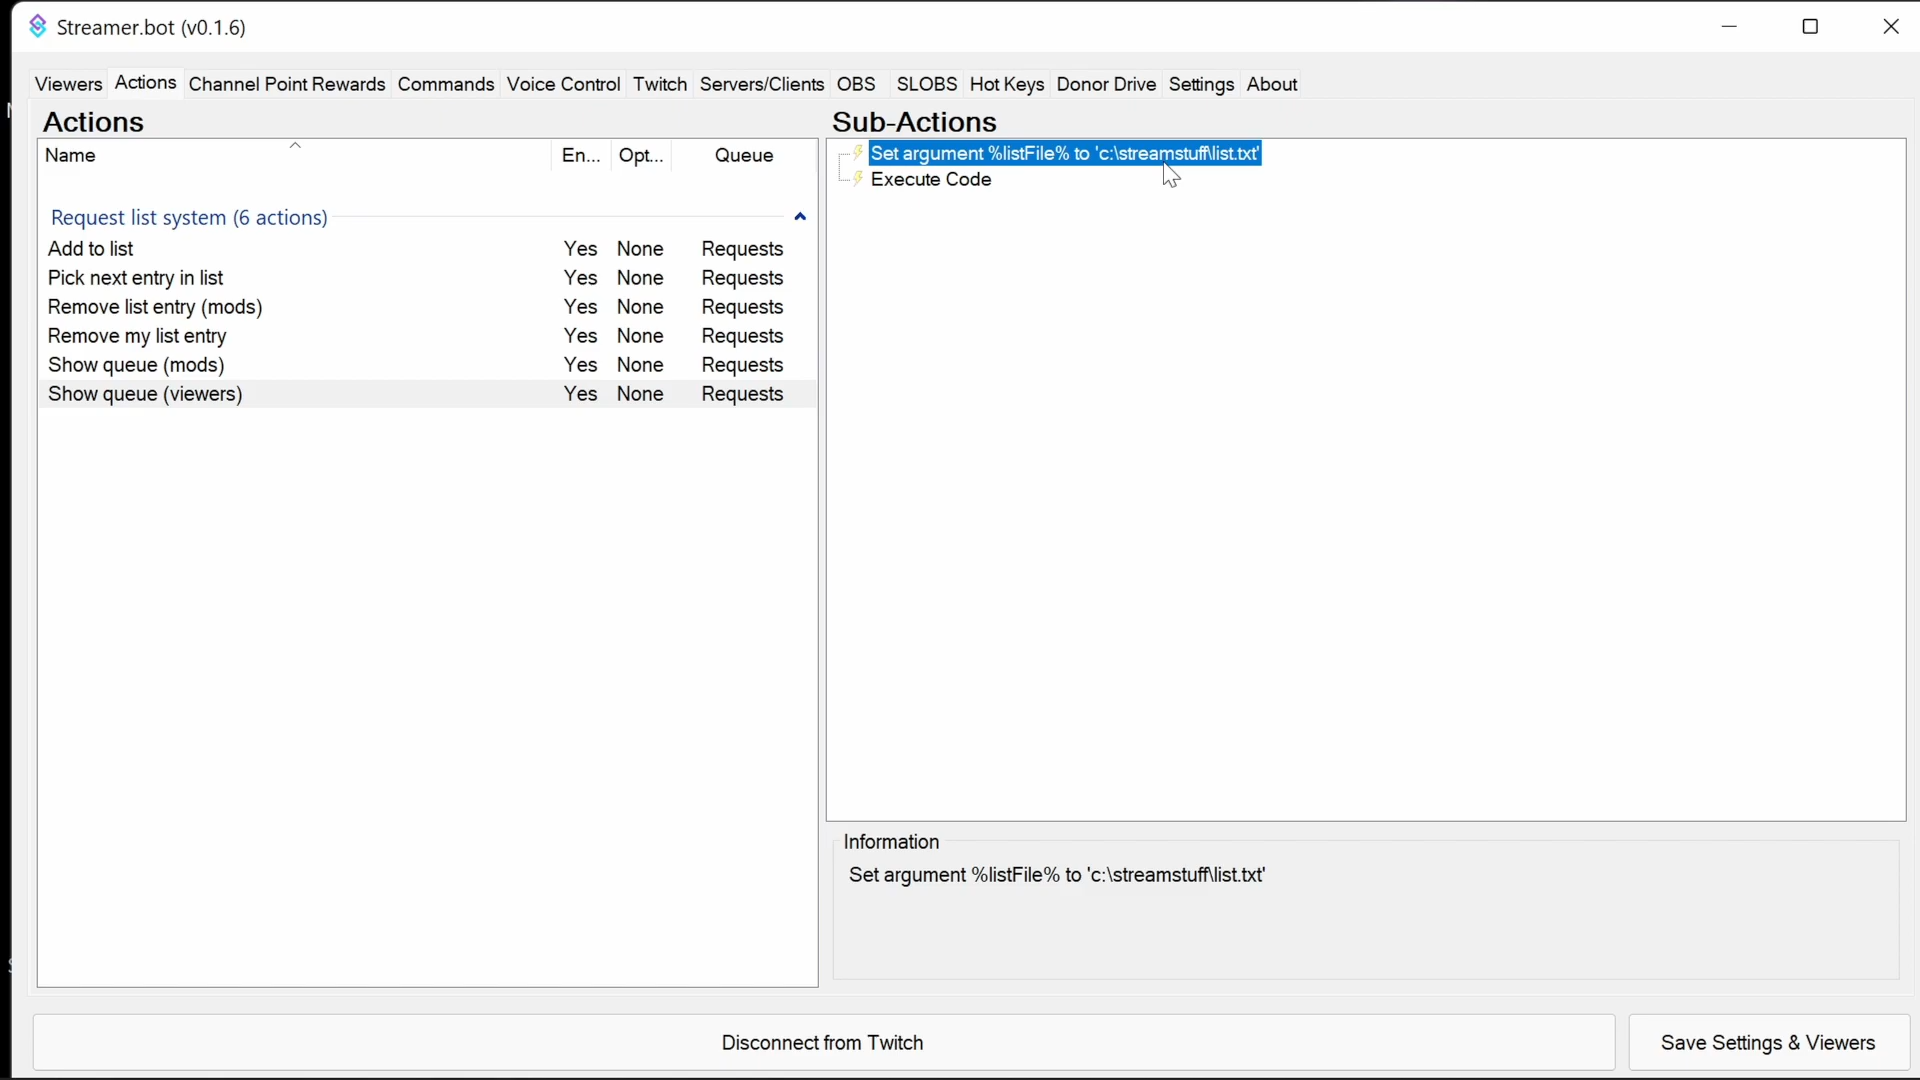 Streamer.bot (v0.1.6)
Viewers Actions Channel Point Rewards Commands Voice Control Twitch Servers/Clients OBS SLOBS Hot Keys Donor Drive Settings About
Actions
Name En... Opt... Queue
Request list system (6 actions)
Add to list Yes None Requests
Pick next entry in list Yes None Requests
Remove list entry (mods) Yes None Requests
Remove my list entry Yes None Requests
Show queue (mods) Yes None Requests
Show queue (viewers) Yes None Requests
Sub-Actions
Set argument %listFile% to 'c:\streamstuff\list.txt'
Execute Code
Information
Set argument %listFile% to 'c:\streamstuff\list.txt'
Disconnect from Twitch
Save Settings & Viewers